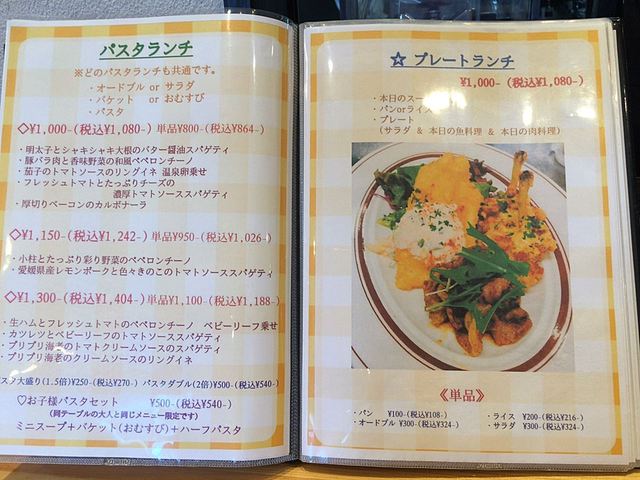 パスタランチ
※どのパスタランチも共通です。
・オードブル or サラダ
・バケット or おむすび
・パスタ
◇¥1,000-(税込¥1,080-) 単品¥800-(税込¥864-)
・明太子とシャキシャキ大根のバター醤油スパゲティ
・豚バラ肉と香味野菜の和風ペペロンチーノ
・茄子のトマトソースのリングイネ 温泉卵乗せ
・フレッシュトマトとたっぷりチーズの
濃厚トマトソーススパゲティ
・厚切りベーコンのカルボナーラ
◇¥1,150-(税込¥1,242-) 単品¥950-(税込¥1,026-)
・小柱とたっぷり彩り野菜のペペロンチーノ
・愛媛県産レモンポークと色々きのこのトマトソーススパゲティ
◇¥1,300-(税込¥1,404-) 単品¥1,100-(税込¥1,188-)
・生ハムとフレッシュトマトのペペロンチーノ ベビーリーフ乗せ
・カツレツとベビーリーフのトマトソーススパゲティ
・プリプリ海老のトマトクリームソースのスパゲティ
・プリプリ海老のクリームソースのリングイネ
大盛り(1.5倍)¥250-(税込¥270-) パスタダブル(2倍)¥500-(税込¥540-)
♡お子様パスタセット ¥500-(税込¥540-)
(同テーブルの大人と同じメニュー限定です)
ミニスープ+バケット(おむすび)+ハーフパスタ
☆ プレートランチ
¥1,000-(税込¥1,080-)
・本日のスー
・パンorライス
・プレート
(サラダ & 本日の魚料理 & 本日の肉料理)
《単品》
・パン ¥100-(税込¥108-)
・ライス ¥200-(税込¥216-)
・オードブル ¥300-(税込¥324-)
・サラダ ¥300-(税込¥324-)